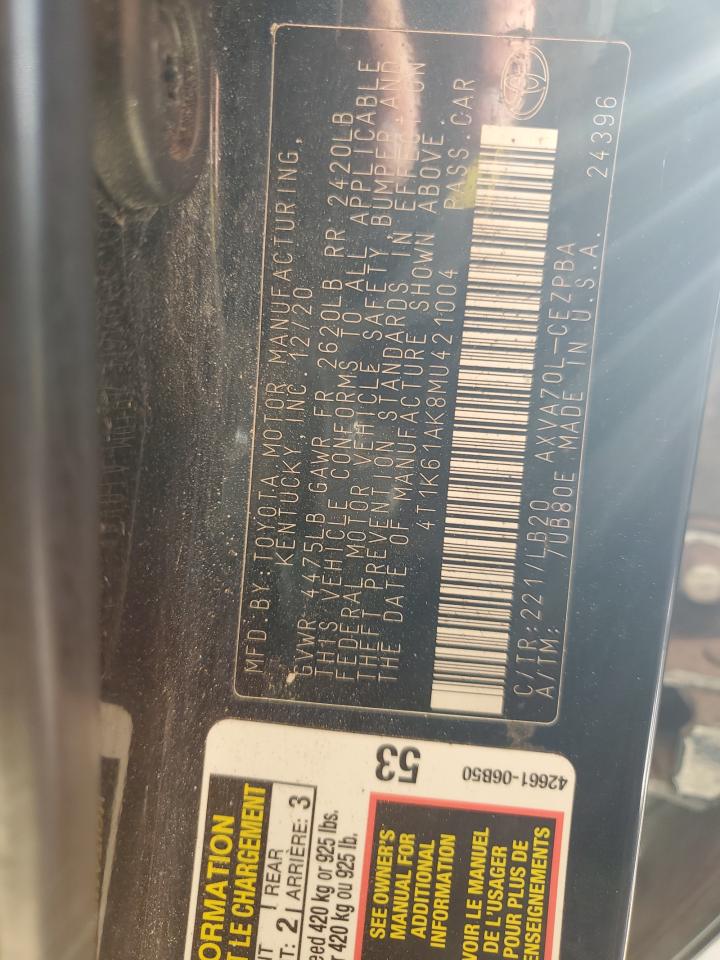 MFD.BY:TOYOTA MOTOR MANUFACTURING,
KENTUCKY,INC. 12/20
GVWR 4475LB GAWR FR 2620LB RR 2420LB
THIS VEHICLE CONFORMS TO ALL APPLICABLE
FEDERAL MOTOR VEHICLE SAFETY, BUMPER, AND
THEFT PREVENTION STANDARDS IN EFFECT ON
THE DATE OF MANUFACTURE SHOWN ABOVE.
4T1K61AK8MU421004 PASS.CAR
C/TR:221/LB20 AXVA70L-CEZPBA
A/TM: 7UB80E MADE IN U.S.A. 24396
53
42661-06B50
T LE CHARGEMENT
T: 2 REAR ARRIÈRE: 3
420 kg or 925 lbs.
420 kg ou 925 lb.
SEE OWNER'S
MANUAL FOR
ADDITIONAL
INFORMATION
VOIR LE MANUEL
DE L'USAGER
POUR PLUS DE